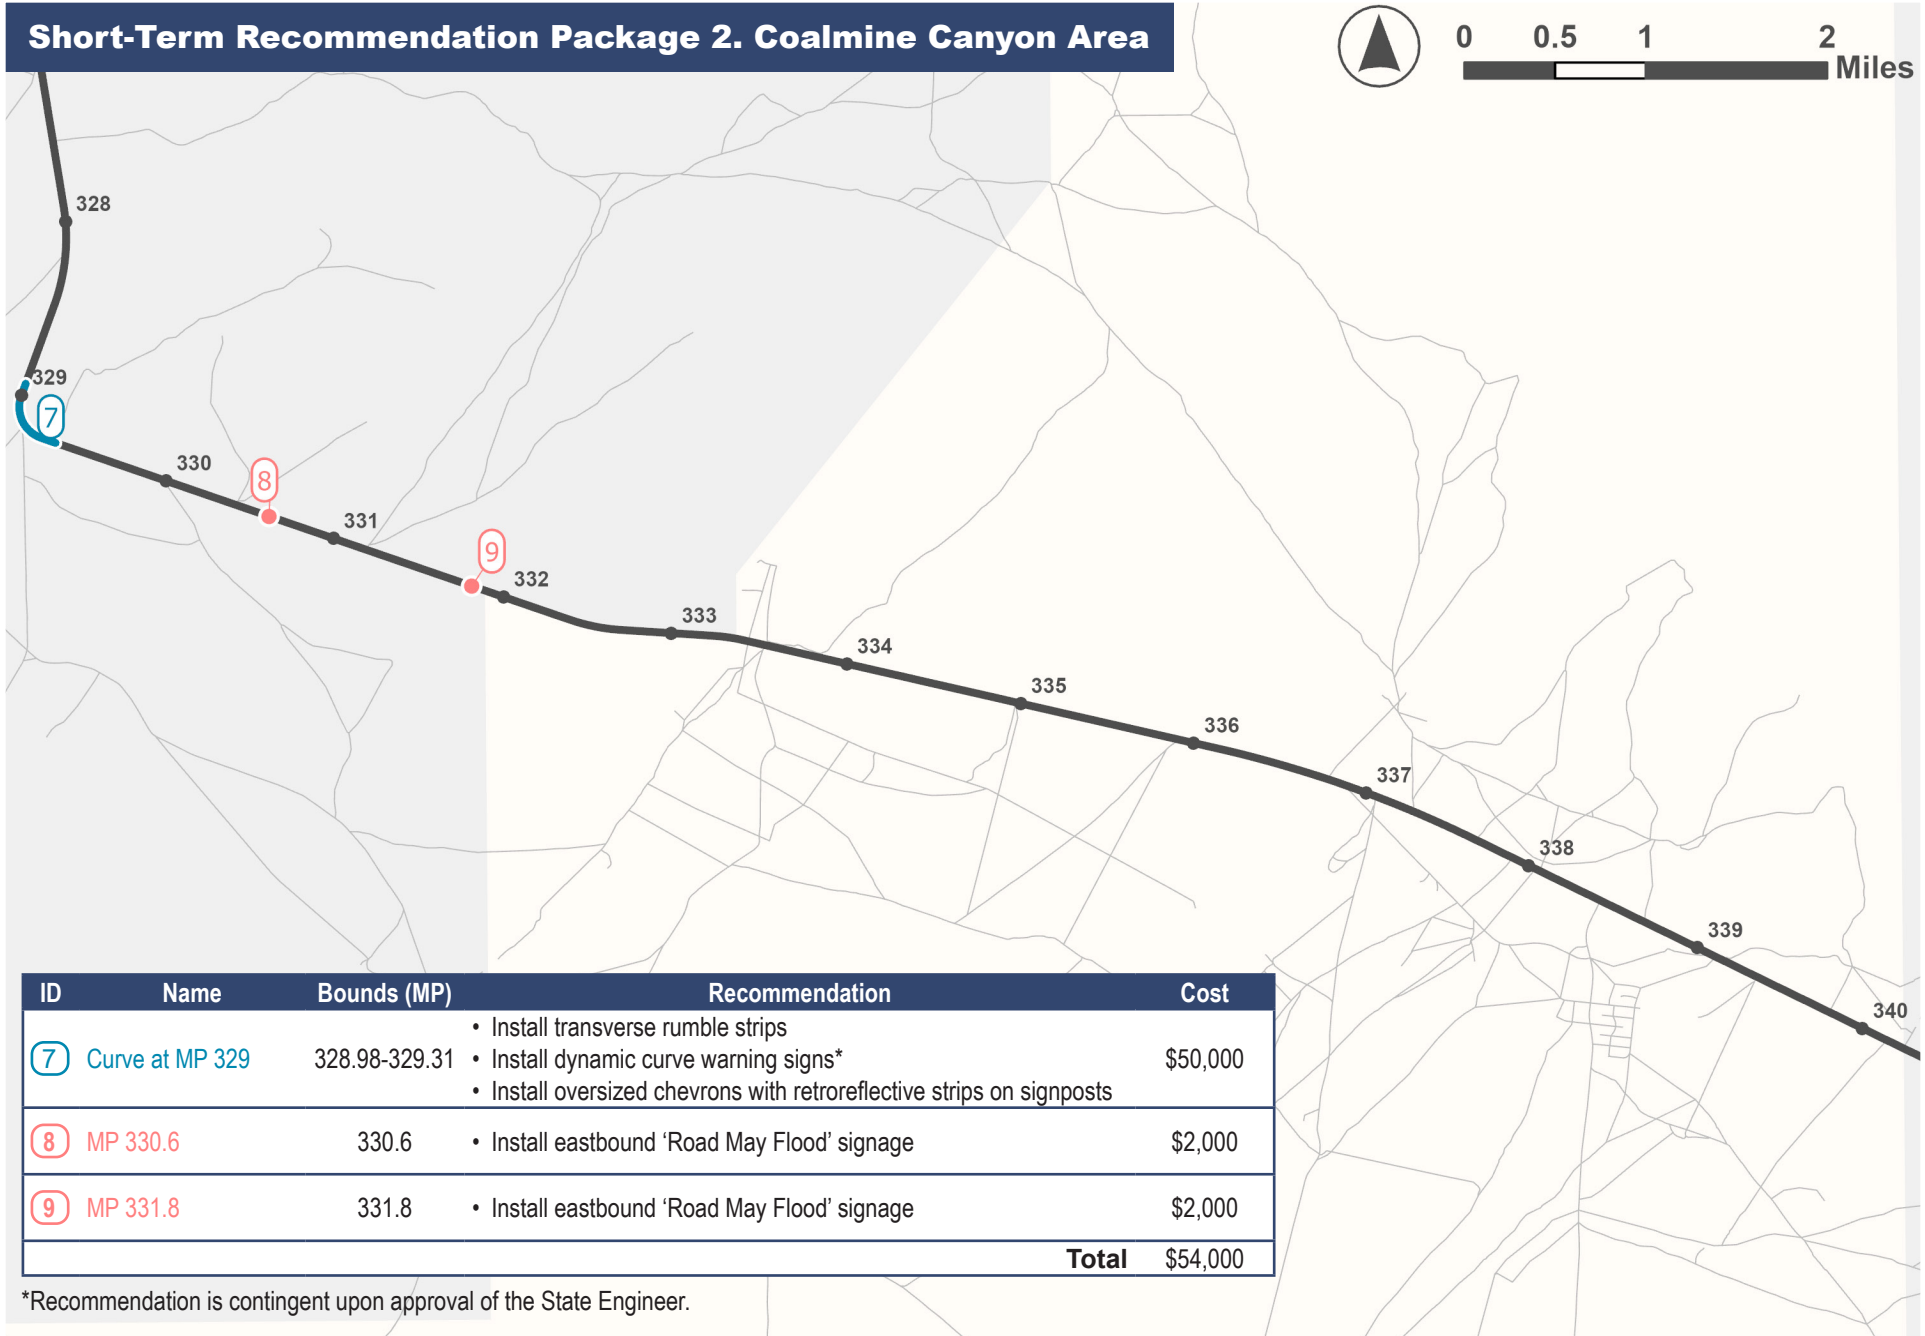 Short-Term Recommendation Package 2. Coalmine Canyon Area
0 0.5 1 2
Miles
328
329
7
330
8
331
9
332
333
334
335
336
337
338
339
340
ID Name Bounds (MP) Recommendation Cost
• Install transverse rumble strips
7 Curve at MP 329 328.98-329.31 • Install dynamic curve warning signs* $50,000
• Install oversized chevrons with retroreflective strips on signposts
8 MP 330.6 330.6 • Install eastbound ‘Road May Flood’ signage $2,000
9 MP 331.8 331.8 • Install eastbound ‘Road May Flood’ signage $2,000
Total $54,000
*Recommendation is contingent upon approval of the State Engineer.